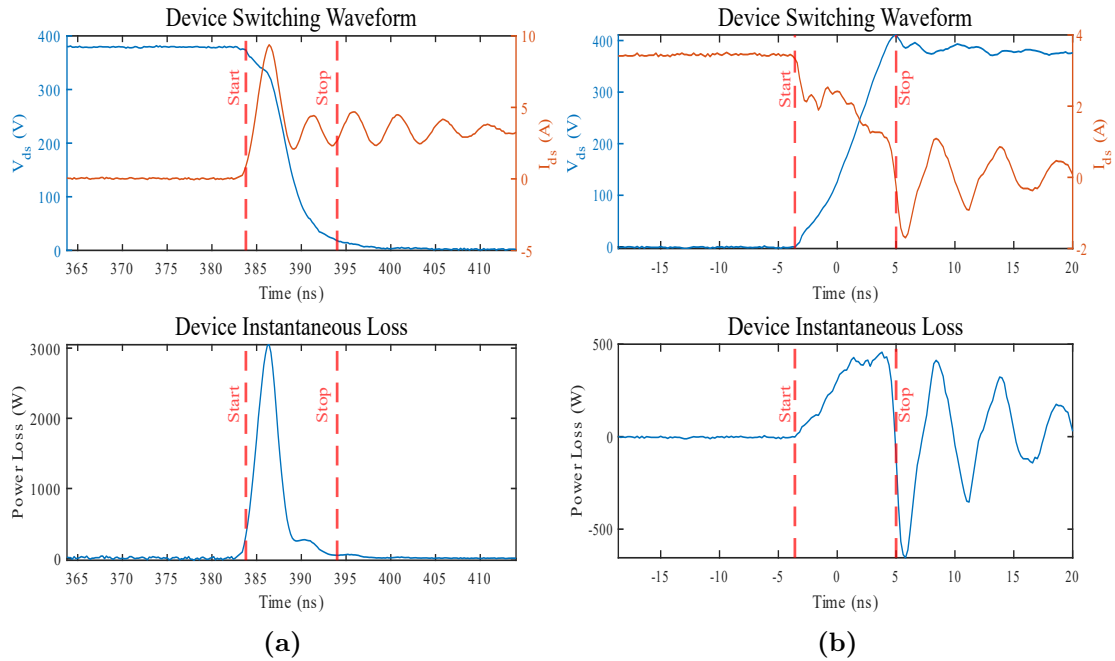 Device Switching Waveform
400
300
200
100
0
V_ds (V)
10
5
0
-5
I_ds (A)
Start
Stop
365 370 375 380 385 390 395 400 405 410
Time (ns)
Device Switching Waveform
400
300
200
100
0
V_ds (V)
4
2
0
-2
I_ds (A)
Start
Stop
-15 -10 -5 0 5 10 15 20
Time (ns)
Device Instantaneous Loss
3000
2000
1000
0
Power Loss (W)
Start
Stop
365 370 375 380 385 390 395 400 405 410
Time (ns)
(a)
Device Instantaneous Loss
500
0
-500
Power Loss (W)
Start
Stop
-15 -10 -5 0 5 10 15 20
Time (ns)
(b)